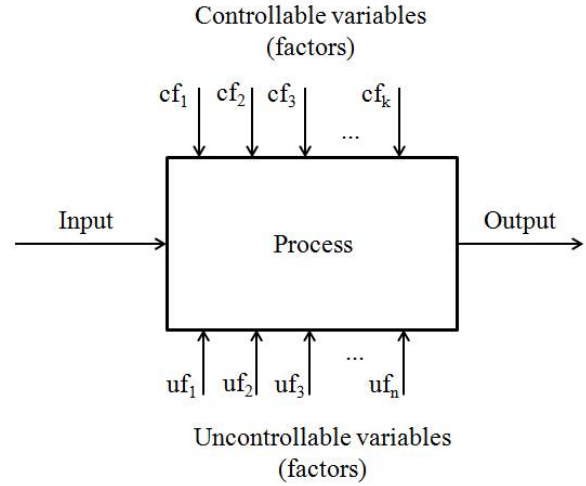 Controllable variables
(factors)
cf₁ cf₂ cf₃ ... cfₖ
Input Process Output
uf₁ uf₂ uf₃ ... ufₙ
Uncontrollable variables
(factors)